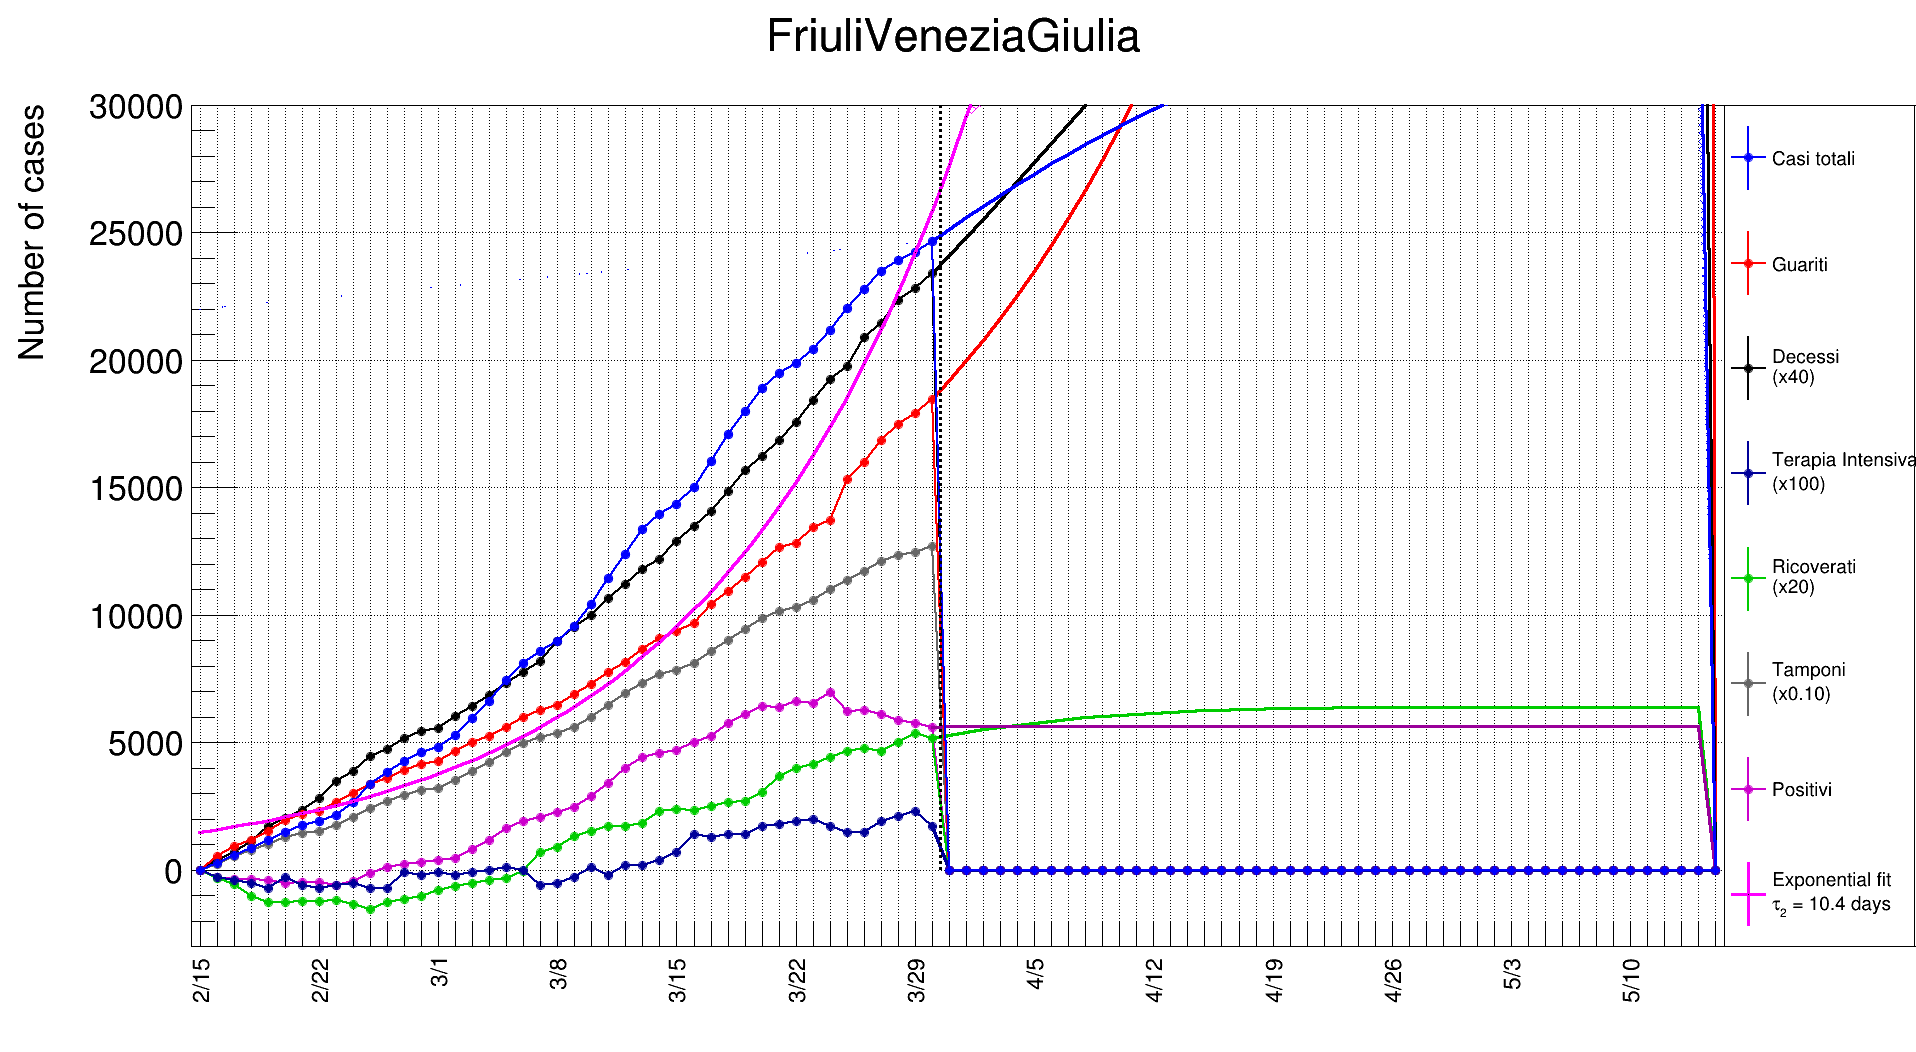 FriuliVeneziaGiulia
Number of cases
30000
25000
20000
15000
10000
5000
0
2/15
2/22
3/1
3/8
3/15
3/22
3/29
4/5
4/12
4/19
4/26
5/3
5/10
Casi totali
Guariti
Decessi
(x40)
Terapia Intensiva
(x100)
Ricoverati
(x20)
Tamponi
(x0.10)
Positivi
Exponential fit
τ2 = 10.4 days